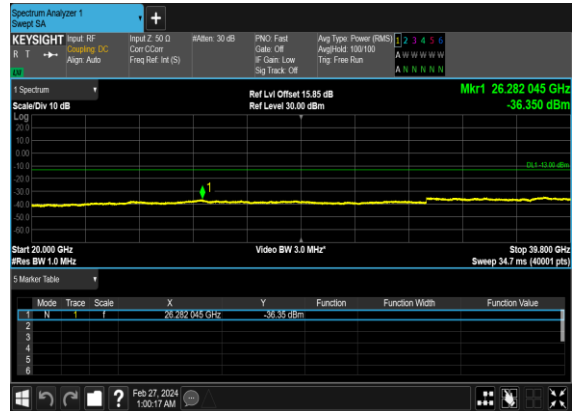 Spectrum Analyzer 1
Swept SA
+
KEYSIGHT Input: RF Input Z: 50 Ω #Atten: 30 dB PNO: Fast Avg Type: Power (RMS) 1 2 3 4 5 6
R T Coupling: DC Corr CCorr Gate: Off Avg|Hold: 100/100 A W W W W W
Align: Auto Freq Ref: Int (S) IF Gain: Low Trig: Free Run
Sig Track: Off A N N N N N
1 Spectrum Ref Lvl Offset 15.85 dB Mkr1 26.282 045 GHz
Scale/Div 10 dB Ref Level 30.00 dBm -36.350 dBm
Log
20.0
10.0
0.00
-10.0 DL1 -13.00 dBm
-20.0
-30.0 1
-40.0
-50.0
-60.0
Start 20.000 GHz Video BW 3.0 MHz* Stop 39.800 GHz
#Res BW 1.0 MHz Sweep 34.7 ms (40001 pts)
5 Marker Table
Mode Trace Scale X Y Function Function Width Function Value
1 N 1 f 26.282 045 GHz -36.35 dBm
2
3
4
5
6
? Feb 27, 2024
1:00:17 AM